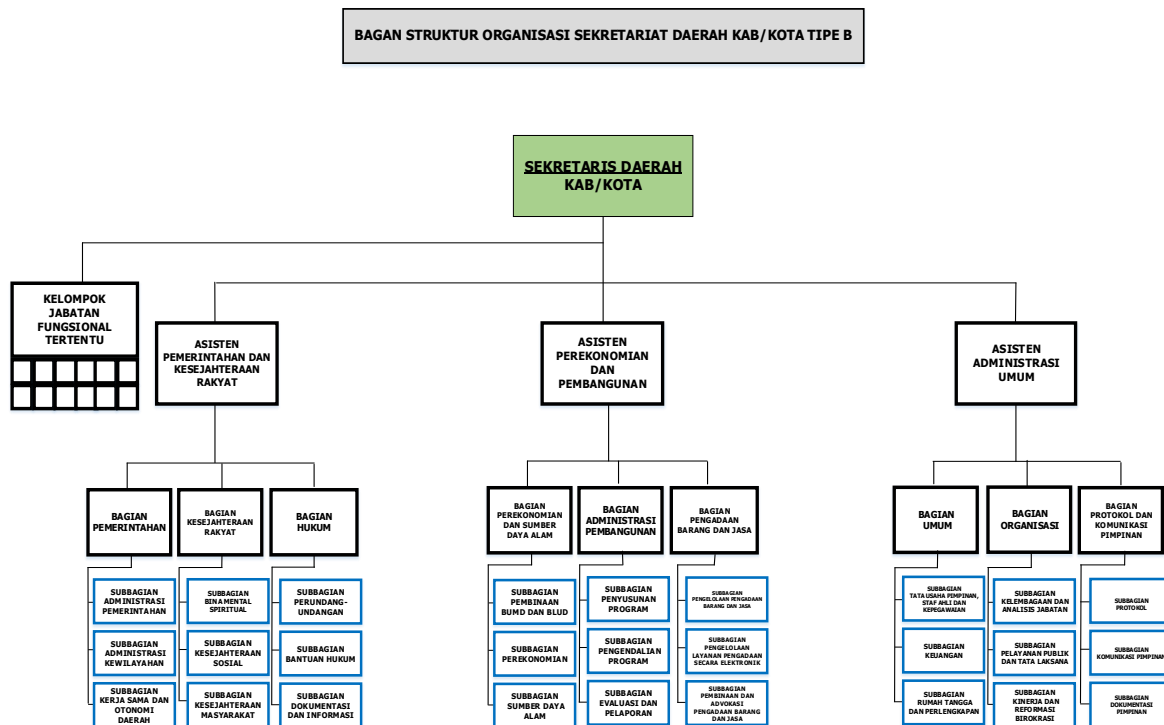 BAGAN STRUKTUR ORGANISASI SEKRETARIAT DAERAH KAB/KOTA TIPE B
SEKRETARIS DAERAH
KAB/KOTA
KELOMPOK
JABATAN
FUNGSIONAL
TERTENTU
ASISTEN
PEMERINTAHAN DAN
KESEJAHTERAAN
RAKYAT
ASISTEN
PEREKONOMIAN
DAN
PEMBANGUNAN
ASISTEN
ADMINISTRASI
UMUM
BAGIAN
PEMERINTAHAN
BAGIAN
KESEJAHTERAAN
RAKYAT
BAGIAN
HUKUM
BAGIAN
PEREKONOMIAN
DAN SUMBER
DAYA ALAM
BAGIAN
ADMINISTRASI
PEMBANGUNAN
BAGIAN
PENGADAAN
BARANG DAN JASA
BAGIAN
UMUM
BAGIAN
ORGANISASI
BAGIAN
PROTOKOL DAN
KOMUNIKASI
PIMPINAN
SUBBAGIAN
ADMINISTRASI
PEMERINTAHAN
SUBBAGIAN
BINA MENTAL
SPIRITUAL
SUBBAGIAN
PERUNDANG-
UNDANGAN
SUBBAGIAN
PEMBINAAN
BUMD DAN BLUD
SUBBAGIAN
PENYUSUNAN
PROGRAM
SUBBAGIAN
PENGELOLAAN PENGADAAN
BARANG DAN JASA
SUBBAGIAN
TATA USAHA PIMPINAN,
STAF AHLI DAN
KEPEGAWAIAN
SUBBAGIAN
KELEMBAGAAN DAN
ANALISIS JABATAN
SUBBAGIAN
PROTOKOL
SUBBAGIAN
ADMINISTRASI
KEWILAYAHAN
SUBBAGIAN
KESEJAHTERAAN
SOSIAL
SUBBAGIAN
BANTUAN HUKUM
SUBBAGIAN
PEREKONOMIAN
SUBBAGIAN
PENGENDALIAN
PROGRAM
SUBBAGIAN
PENGELOLAAN
LAYANAN PENGADAAN
SECARA ELEKTRONIK
SUBBAGIAN
KEUANGAN
SUBBAGIAN
PELAYANAN PUBLIK
DAN TATA LAKSANA
SUBBAGIAN
KOMUNIKASI PIMPINAN
SUBBAGIAN
KERJA SAMA DAN
OTONOMI
DAERAH
SUBBAGIAN
KESEJAHTERAAN
MASYARAKAT
SUBBAGIAN
DOKUMENTASI
DAN INFORMASI
SUBBAGIAN
SUMBER DAYA
ALAM
SUBBAGIAN
EVALUASI DAN
PELAPORAN
SUBBAGIAN
PEMBINAAN DAN
ADVOKASI
PENGADAAN BARANG
DAN JASA
SUBBAGIAN
RUMAH TANGGA
DAN PERLENGKAPAN
SUBBAGIAN
KINERJA DAN
REFORMASI
BIROKRASI
SUBBAGIAN
DOKUMENTASI
PIMPINAN